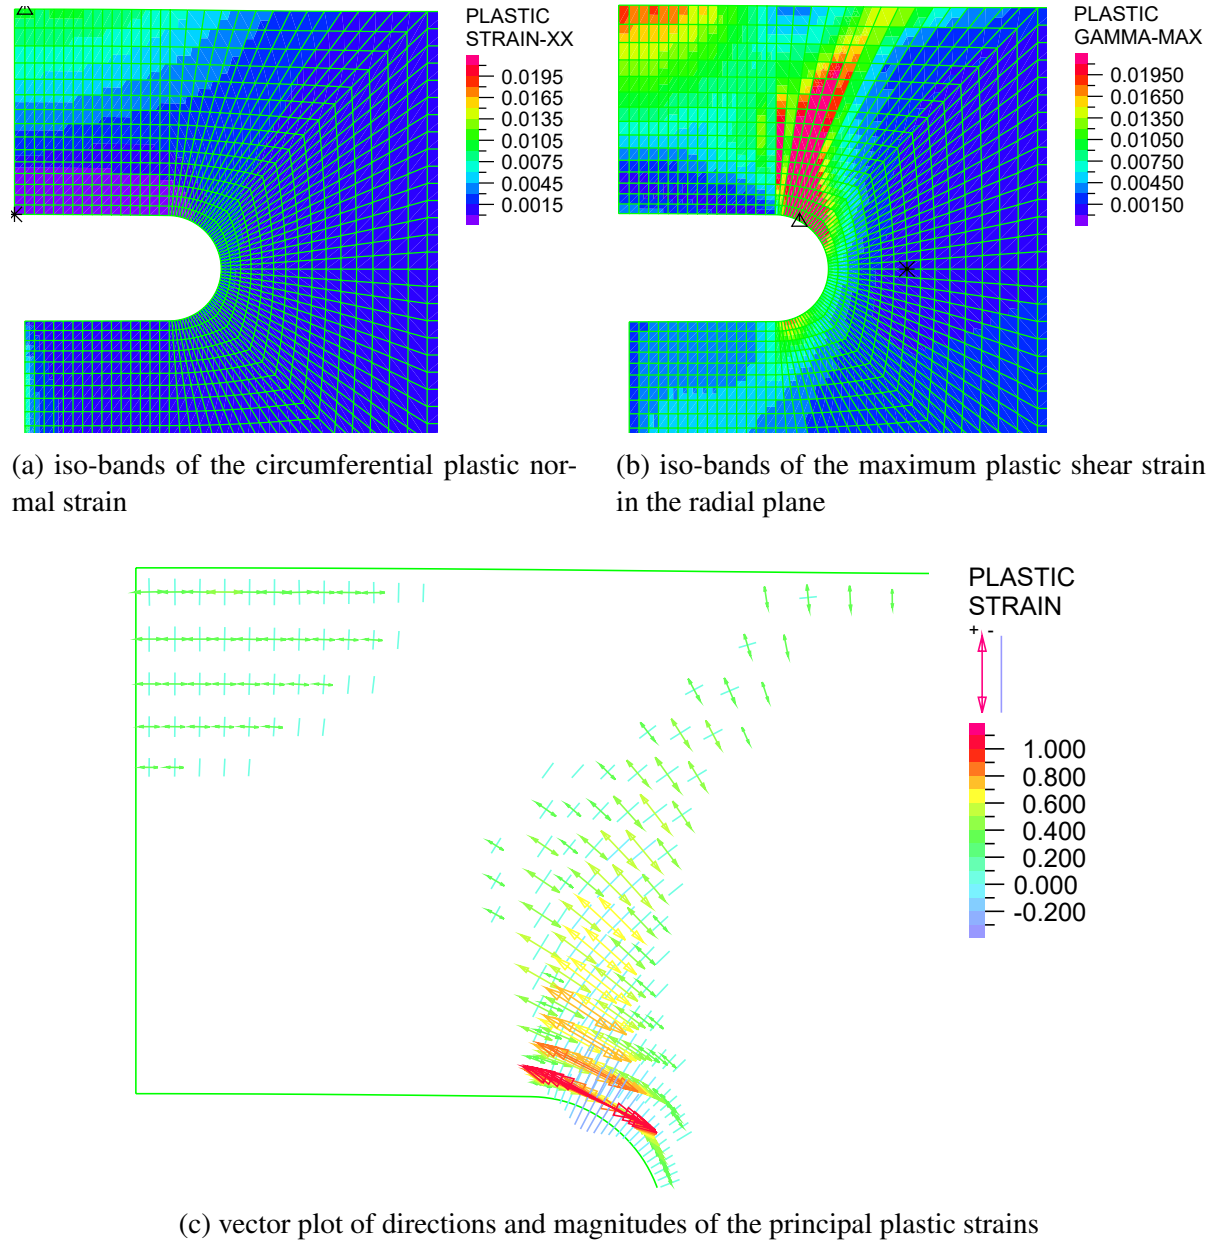 PLASTIC
STRAIN-XX
0.0195
0.0165
0.0135
0.0105
0.0075
0.0045
0.0015
PLASTIC
GAMMA-MAX
0.01950
0.01650
0.01350
0.01050
0.00750
0.00450
0.00150
(a) iso-bands of the circumferential plastic nor-
mal strain
(b) iso-bands of the maximum plastic shear strain
in the radial plane
PLASTIC
STRAIN
+ -
1.000
0.800
0.600
0.400
0.200
0.000
-0.200
(c) vector plot of directions and magnitudes of the principal plastic strains